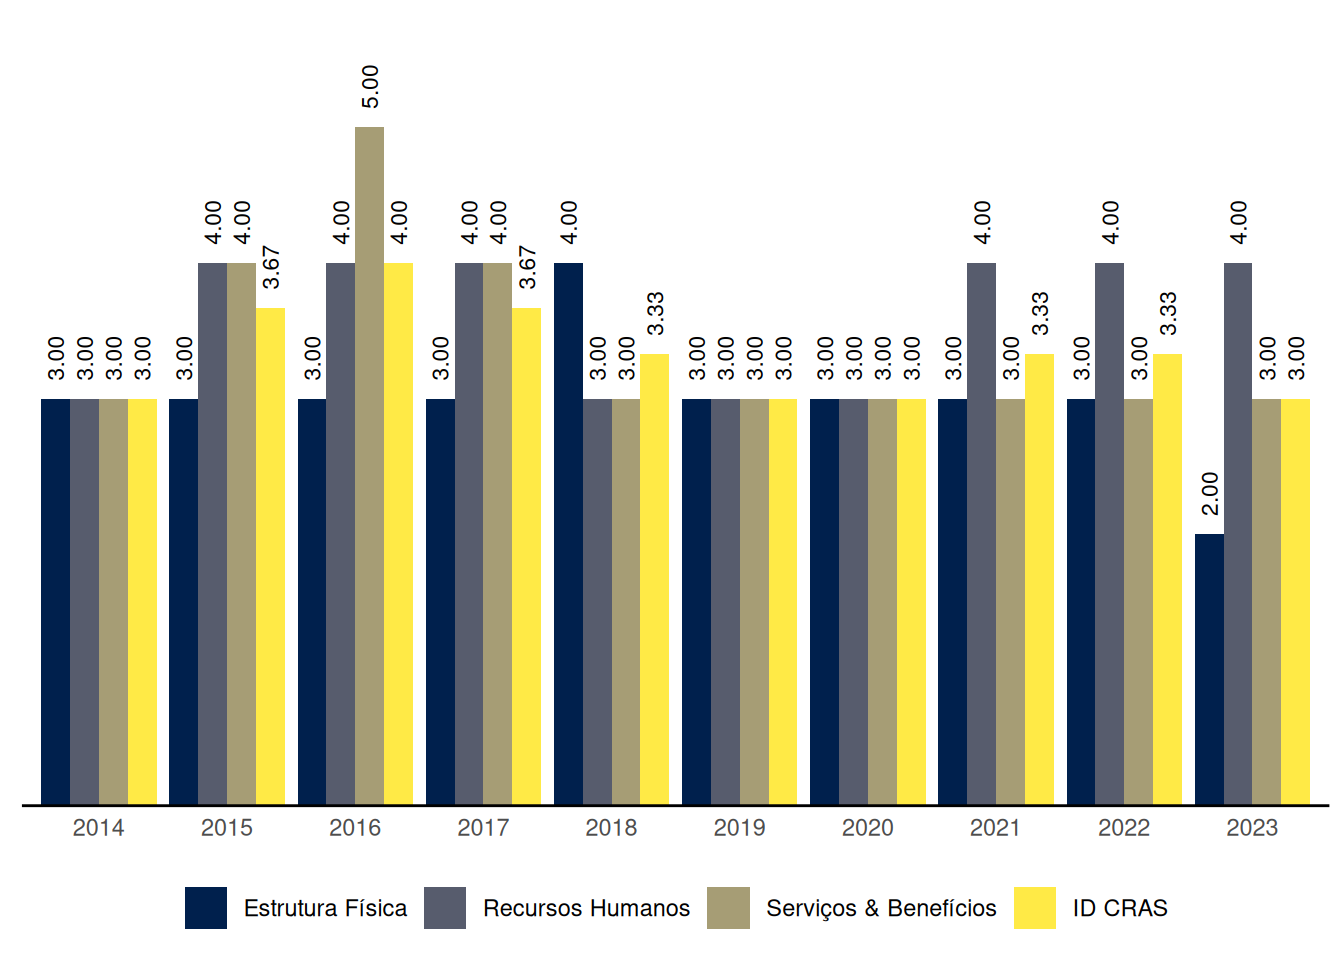 5.00
4.00 4.00 4.00 4.00 4.00 4.00 4.00 4.00 4.00 4.00
3.67 3.67
3.33 3.33 3.33
3.00 3.00 3.00 3.00 3.00 3.00 3.00 3.00 3.00 3.00 3.00 3.00 3.00 3.00 3.00 3.00 3.00 3.00 3.00 3.00 3.00 3.00 3.00
2.00
2014 2015 2016 2017 2018 2019 2020 2021 2022 2023
Estrutura Física Recursos Humanos Serviços & Benefícios ID CRAS